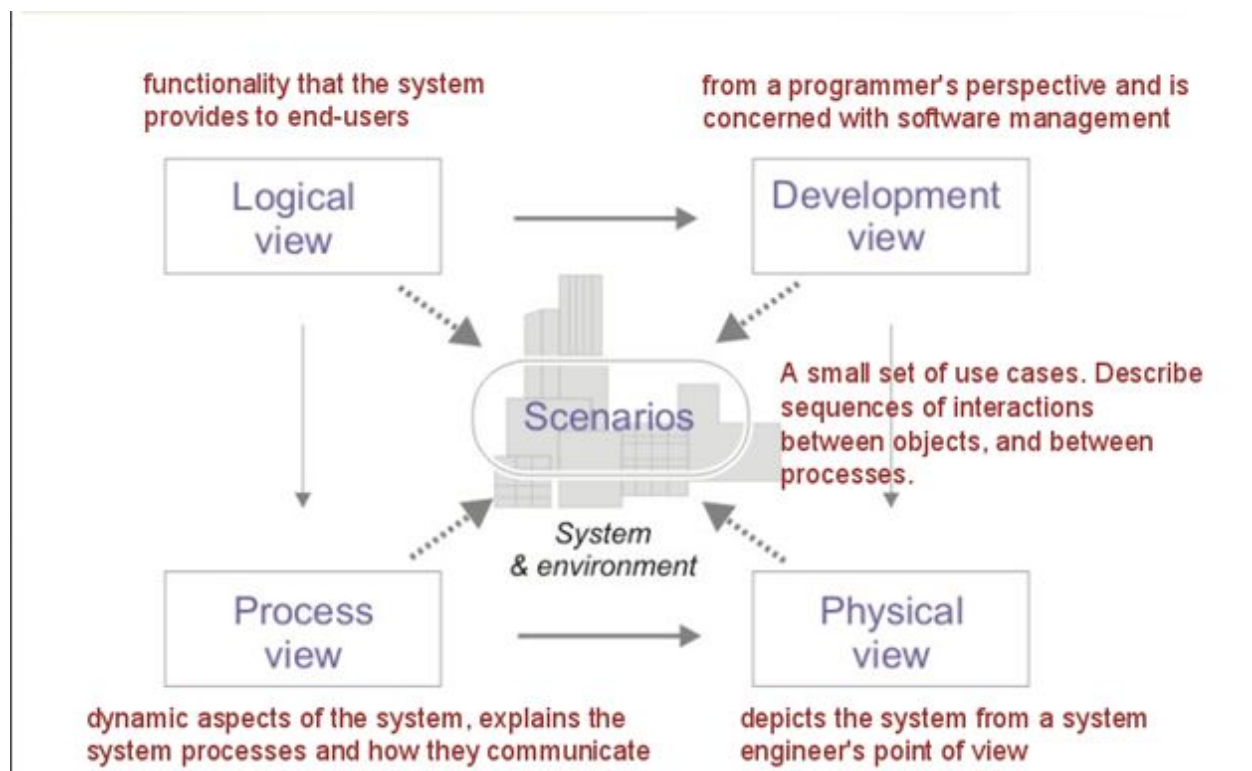 functionality that the system
provides to end-users
from a programmer's perspective and is
concerned with software management
Logical
view
Development
view
Scenarios
A small set of use cases. Describe
sequences of interactions
between objects, and between
processes.
System
& environment
Process
view
Physical
view
dynamic aspects of the system, explains the
system processes and how they communicate
depicts the system from a system
engineer's point of view